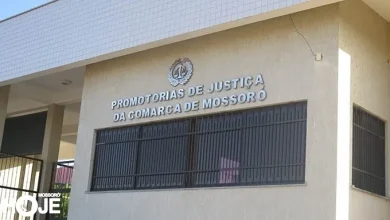 PROMOTORIAS DE JUSTIÇA
DA COMARCA DE MOSSORÓ
MOSSORÓ
HOJE